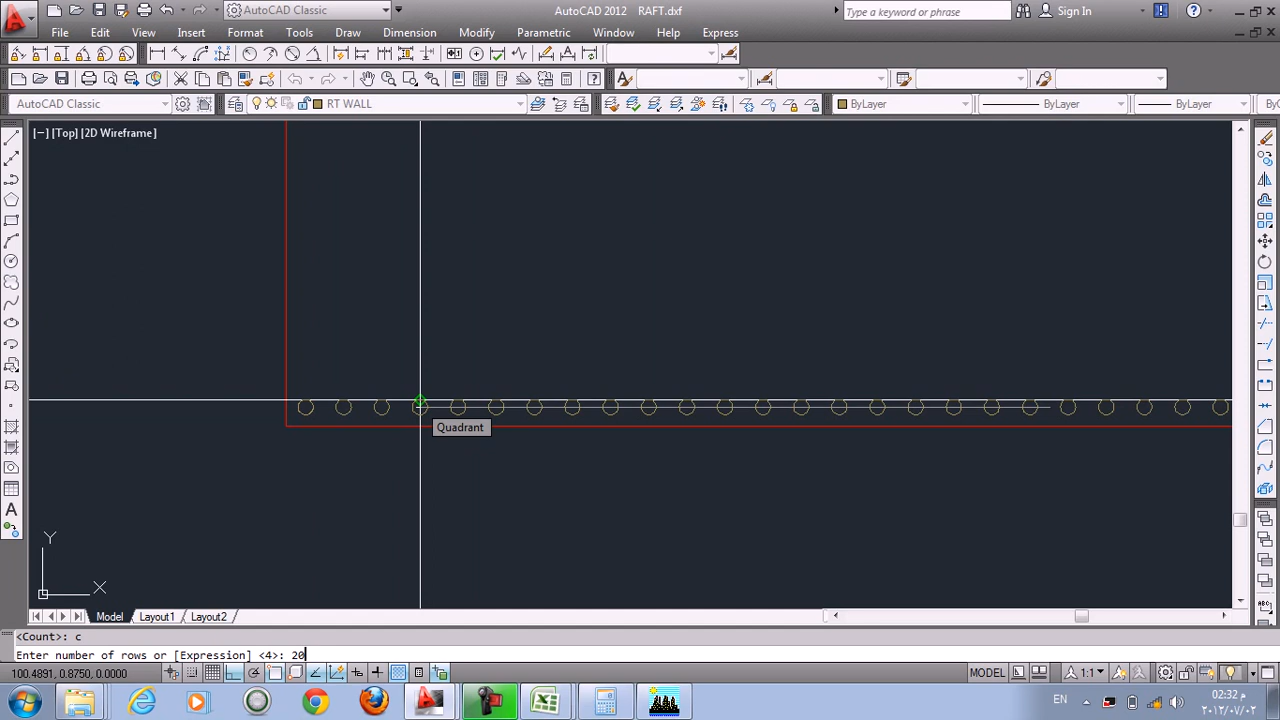 AutoCAD Classic
AutoCAD 2012 RAFT.dxf
Type a keyword or phrase
Sign In
File Edit View Insert Format Tools Draw Dimension Modify Parametric Window Help Express
AutoCAD Classic
RT WALL
ByLayer
ByLayer
ByLayer
[−] [Top] [2D Wireframe]
Quadrant
Y
X
Model Layout1 Layout2
<Count>: c
Enter number of rows or [Expression] <4>: 20
100.4891, 0.8750, 0.0000
MODEL
1:1
EN
02:32 م
٢٠١٢/٠٧/٠٢